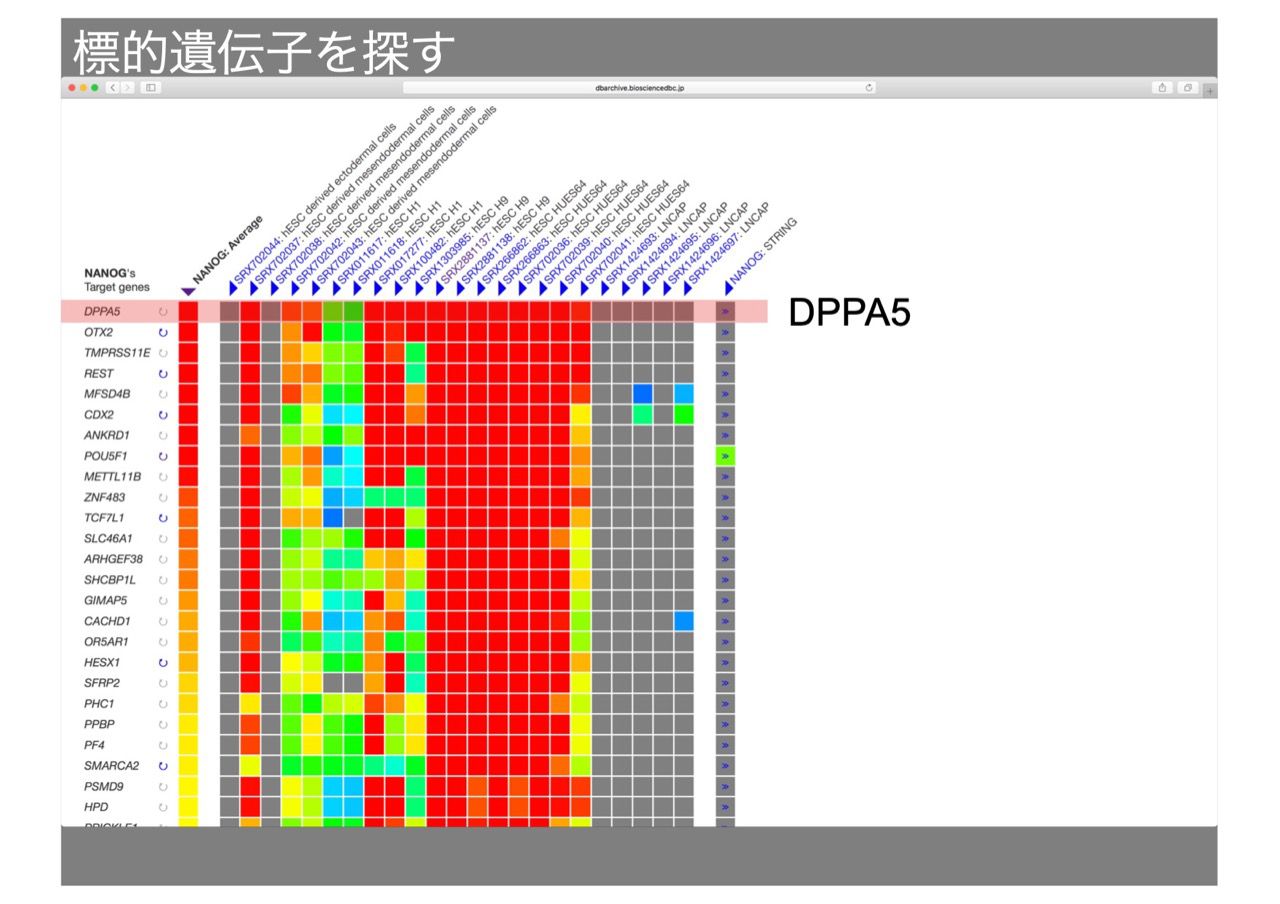 標的遺伝子を探す
dbarchive.biosciencedbc.jp
NANOG: Average
SRX702044: hESC derived ectodermal cells
SRX702037: hESC derived mesendodermal cells
SRX702038: hESC derived mesendodermal cells
SRX702042: hESC derived mesendodermal cells
SRX702043: hESC derived mesendodermal cells
SRX011617: hESC H1
SRX011618: hESC H1
SRX017277: hESC H1
SRX100482: hESC H1
SRX1303985: hESC H9
SRX2881137: hESC H9
SRX2881138: hESC H9
SRX266862: hESC HUES64
SRX266863: hESC HUES64
SRX702036: hESC HUES64
SRX702039: hESC HUES64
SRX702040: hESC HUES64
SRX702041: hESC HUES64
SRX1424693: LNCAP
SRX1424694: LNCAP
SRX1424695: LNCAP
SRX1424696: LNCAP
SRX1424697: LNCAP
NANOG: STRING
NANOG's
Target genes
DPPA5
DPPA5
OTX2
TMPRSS11E
REST
MFSD4B
CDX2
ANKRD1
POU5F1
METTL11B
ZNF483
TCF7L1
SLC46A1
ARHGEF38
SHCBP1L
GIMAP5
CACHD1
OR5AR1
HESX1
SFRP2
PHC1
PPBP
PF4
SMARCA2
PSMD9
HPD